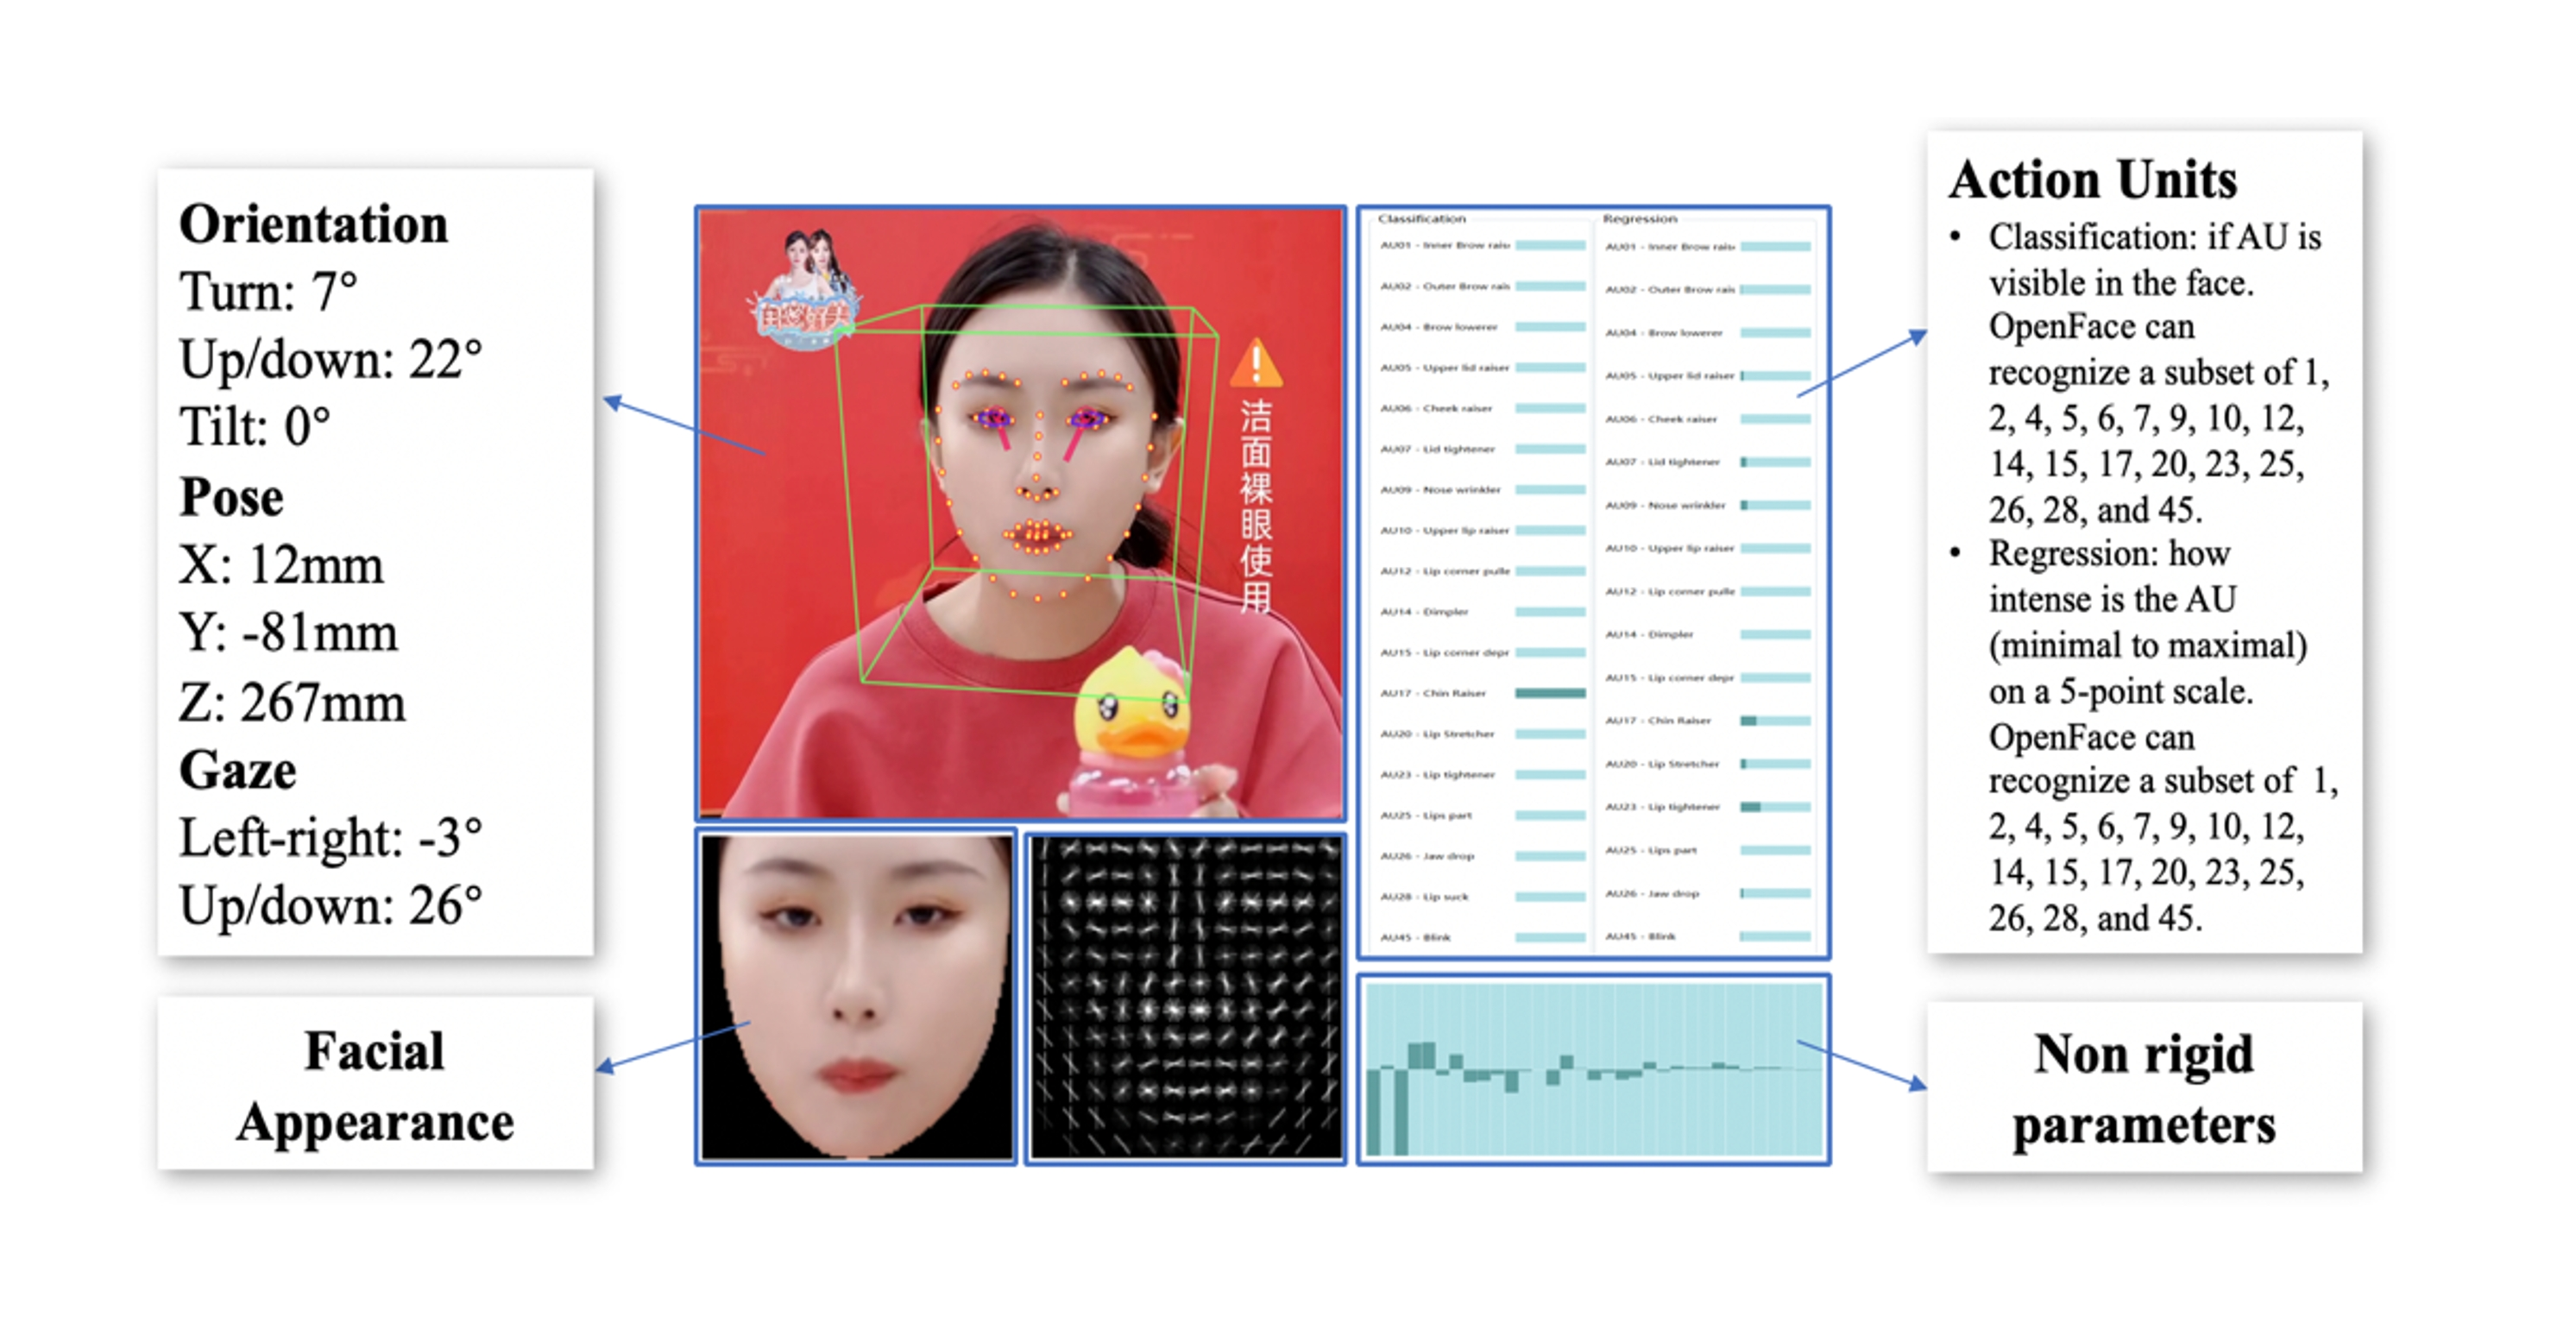 Orientation
Turn: 7°
Up/down: 22°
Tilt: 0°
Pose
X: 12mm
Y: -81mm
Z: 267mm
Gaze
Left-right: -3°
Up/down: 26°
Facial
Appearance
洁面裸眼使用
Classification
AU01 - Inner Brow rais
AU02 - Outer Brow rais
AU04 - Brow lowerer
AU05 - Upper lid raiser
AU06 - Cheek raiser
AU07 - Lid tightener
AU09 - Nose wrinkler
AU10 - Upper lip raiser
AU12 - Lip corner pulle
AU14 - Dimpler
AU15 - Lip corner depr
AU17 - Chin Raiser
AU20 - Lip Stretcher
AU23 - Lip tightener
AU25 - Lips part
AU26 - Jaw drop
AU28 - Lip suck
AU45 - Blink
Regression
AU01 - Inner Brow rais
AU02 - Outer Brow rais
AU04 - Brow lowerer
AU05 - Upper lid raiser
AU06 - Cheek raiser
AU07 - Lid tightener
AU09 - Nose wrinkler
AU10 - Upper lip raiser
AU12 - Lip corner pulle
AU14 - Dimpler
AU15 - Lip corner depr
AU17 - Chin Raiser
AU20 - Lip Stretcher
AU23 - Lip tightener
AU25 - Lips part
AU26 - Jaw drop
AU45 - Blink
Action Units
• Classification: if AU is
visible in the face.
OpenFace can
recognize a subset of 1,
2, 4, 5, 6, 7, 9, 10, 12,
14, 15, 17, 20, 23, 25,
26, 28, and 45.
• Regression: how
intense is the AU
(minimal to maximal)
on a 5-point scale.
OpenFace can
recognize a subset of 1,
2, 4, 5, 6, 7, 9, 10, 12,
14, 15, 17, 20, 23, 25,
26, 28, and 45.
Non rigid
parameters